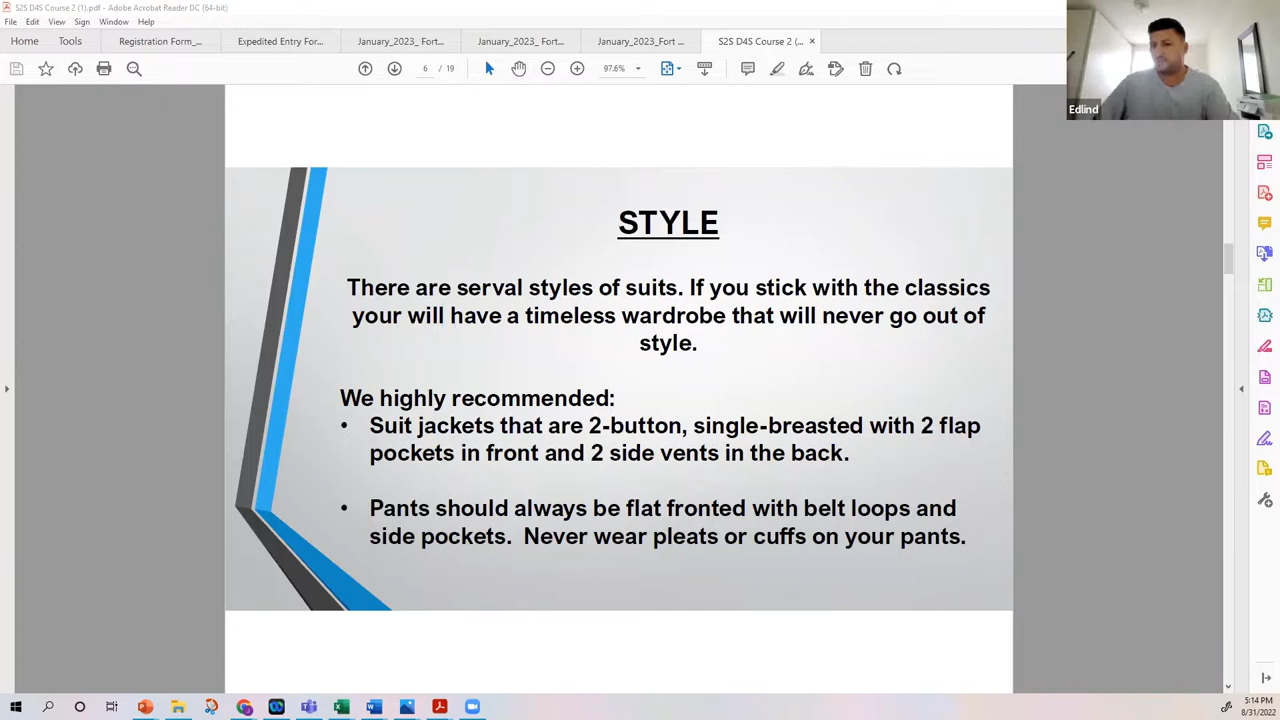 S2S D4S Course 2 (1).pdf - Adobe Acrobat Reader DC (64-bit)
File Edit View Sign Window Help
Home Tools Registration Form_... Expedited Entry For... January_2023_ Fort... January_2023_ Fort... January_2023_Fort ... S2S D4S Course 2 (... ×
6 / 19 97.6%
Edlind
STYLE
There are serval styles of suits. If you stick with the classics
your will have a timeless wardrobe that will never go out of
style.
We highly recommended:
• Suit jackets that are 2-button, single-breasted with 2 flap
pockets in front and 2 side vents in the back.
• Pants should always be flat fronted with belt loops and
side pockets. Never wear pleats or cuffs on your pants.
5:14 PM
8/31/2022